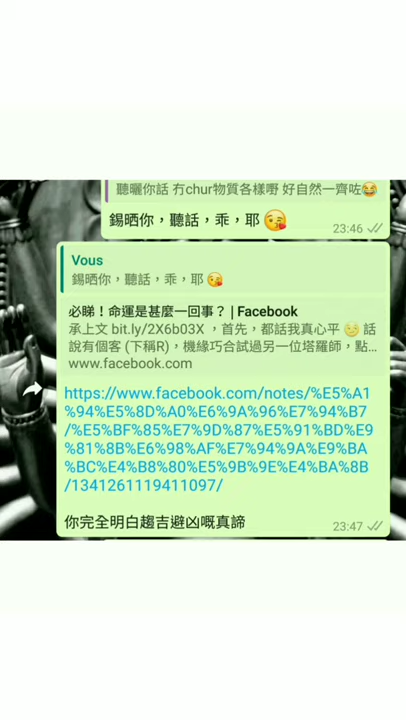 聽曬你話 冇chur物質各樣嘢 好自然一齊咗😂
錫晒你，聽話，乖，耶😘
23:46
Vous
錫晒你，聽話，乖，耶😘
必睇！命運是甚麼一回事？ | Facebook
承上文 bit.ly/2X6b03X ，首先，都話我真心平 🌝 話
說有個客 (下稱R)，機緣巧合試過另一位塔羅師，點…
www.facebook.com
https://www.facebook.com/notes/%E5%A1
%94%E5%8D%A0%E6%9A%96%E7%94%B7
/%E5%BF%85%E7%9D%87%E5%91%BD%E9
%81%8B%E6%98%AF%E7%94%9A%E9%BA
%BC%E4%B8%80%E5%9B%9E%E4%BA%8B
/1341261119411097/
你完全明白趨吉避凶嘅真諦
23:47